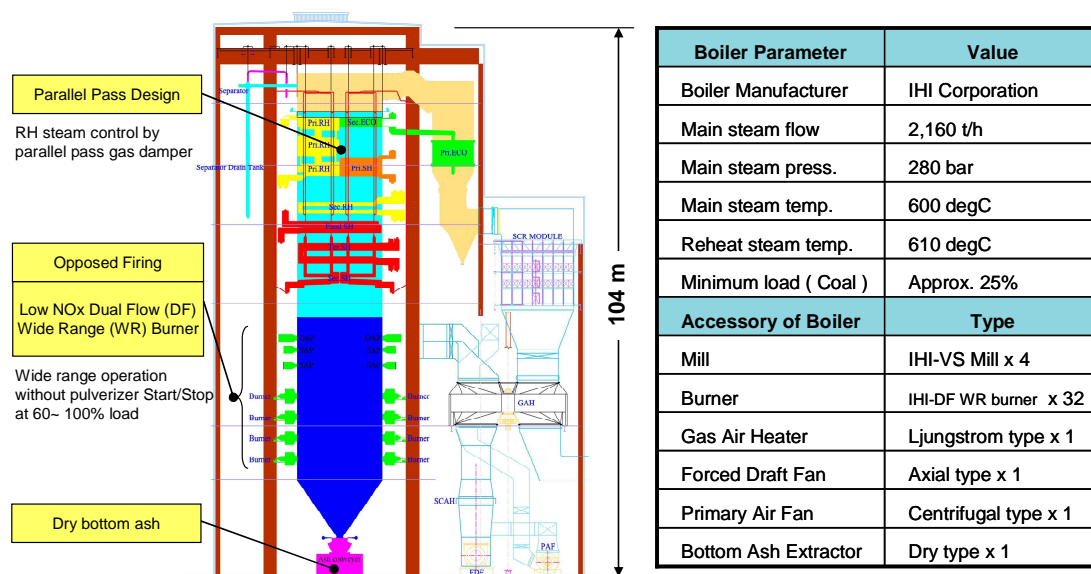 Parallel Pass Design
RH steam control by
parallel pass gas damper
Opposed Firing
Low NOx Dual Flow (DF)
Wide Range (WR) Burner
Wide range operation
without pulverizer Start/Stop
at 60~ 100% load
Dry bottom ash
Separator
Separator Drain Tank
Pri.RH
Sec.ECO
Pri.RH
Pri.ECO
Pri.RH
Pri.SH
Sec.RH
Final SH
Sec.SH
SCR MODULE
Burner
Burner
Burner
Burner
Burner
Burner
Burner
Burner
GAH
SCAH
PAF
FDF
Ash conveyer
104 m
Boiler Parameter Value
Boiler Manufacturer IHI Corporation
Main steam flow 2,160 t/h
Main steam press. 280 bar
Main steam temp. 600 degC
Reheat steam temp. 610 degC
Minimum load ( Coal ) Approx. 25%
Accessory of Boiler Type
Mill IHI-VS Mill x 4
Burner IHI-DF WR burner x 32
Gas Air Heater Ljungstrom type x 1
Forced Draft Fan Axial type x 1
Primary Air Fan Centrifugal type x 1
Bottom Ash Extractor Dry type x 1